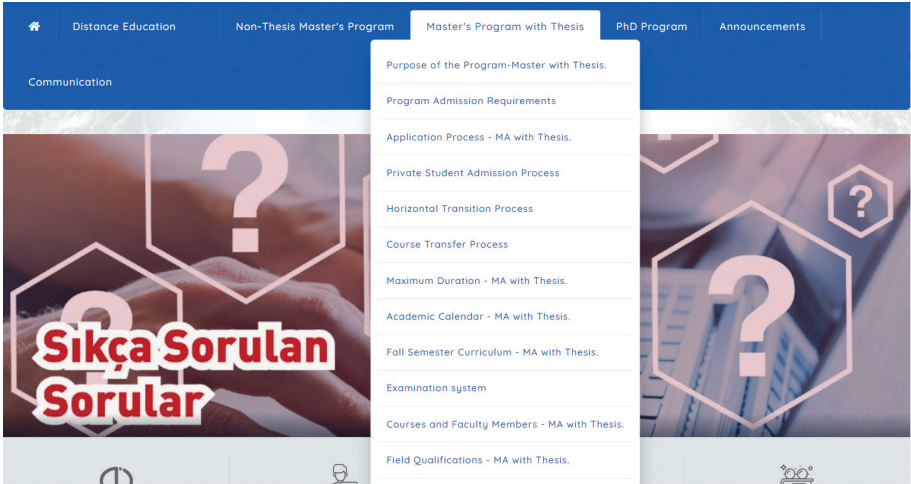 Distance Education
Non-Thesis Master's Program
Master's Program with Thesis
PhD Program
Announcements
Communication
Purpose of the Program-Master with Thesis.
Program Admission Requirements
Application Process - MA with Thesis.
Private Student Admission Process
Horizontal Transition Process
Course Transfer Process
Maximum Duration - MA with Thesis.
Academic Calendar - MA with Thesis.
Fall Semester Curriculum - MA with Thesis.
Examination system
Courses and Faculty Members - MA with Thesis.
Field Qualifications - MA with Thesis.
? ? ? ? ?
Sıkça Sorulan
Sorular